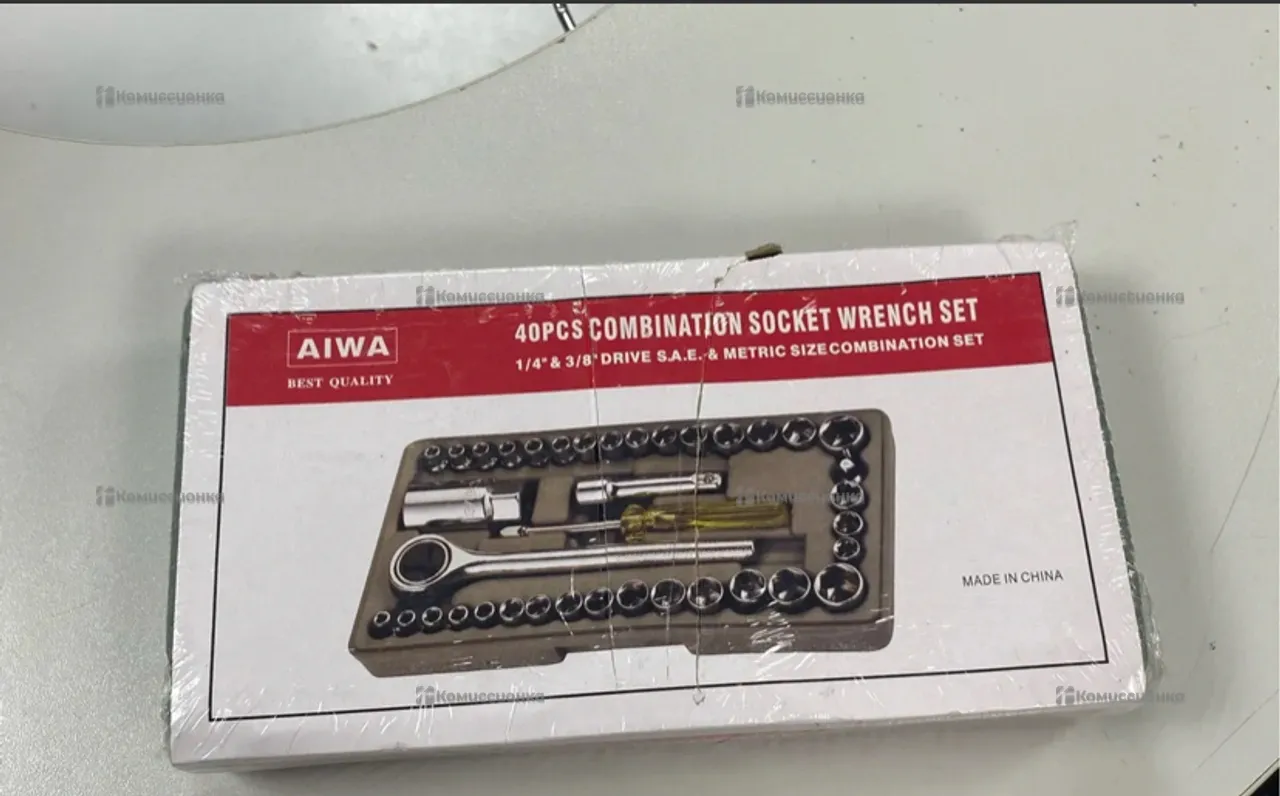 Комиссионка
Комиссионка
Комиссионка
Комиссионка
40PCS COMBINATION SOCKET WRENCH SET
AIWA
1/4" & 3/8" DRIVE S.A.E. & METRIC SIZE COMBINATION SET
BEST QUALITY
Комиссионка
Комиссионка
MADE IN CHINA
Комиссионка
Комиссионка